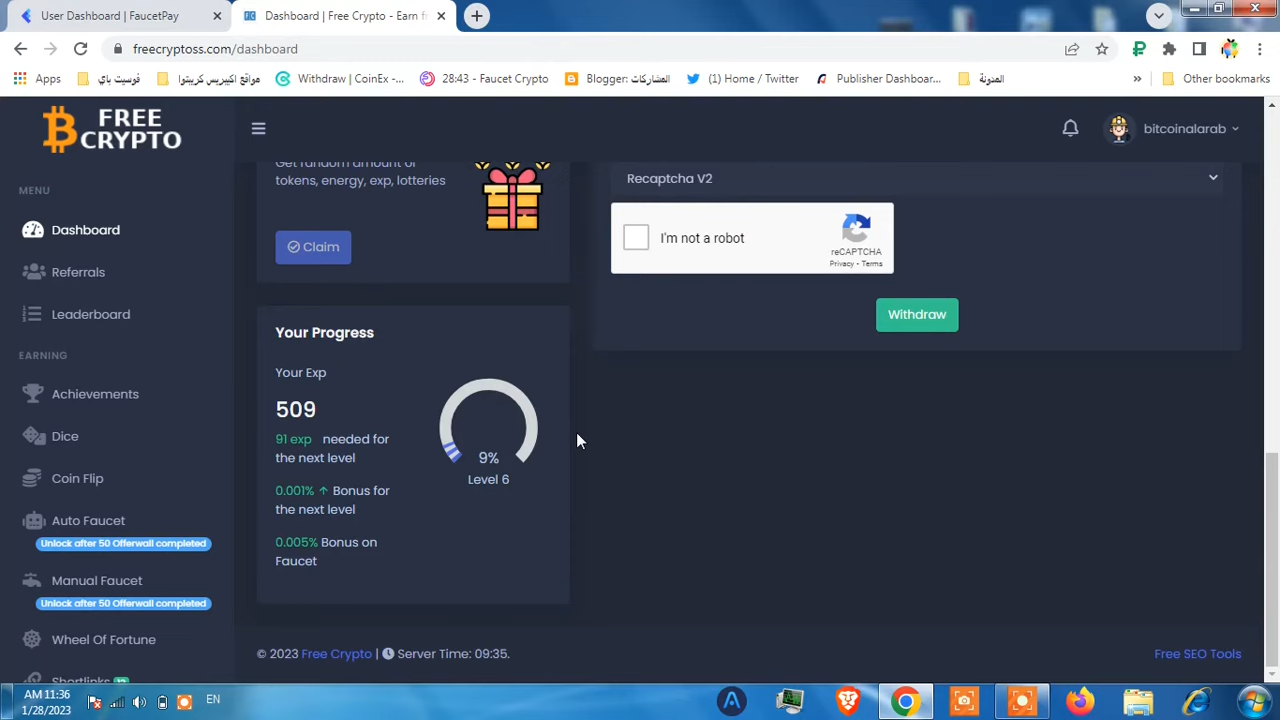 User Dashboard | FaucetPay
Dashboard | Free Crypto - Earn fr
freecryptoss.com/dashboard
Apps
فوسيت باي
مواقع اكبيريس كريبتوا
Withdraw | CoinEx -...
28:43 - Faucet Crypto
Blogger: المشاركات
(1) Home / Twitter
Publisher Dashboar...
المدونة
»
Other bookmarks
FREE
CRYPTO
bitcoinalarab
MENU
Dashboard
Referrals
Leaderboard
EARNING
Achievements
Dice
Coin Flip
Auto Faucet
Unlock after 50 Offerwall completed
Manual Faucet
Unlock after 50 Offerwall completed
Wheel Of Fortune
Shortlinks
Get random amount of
tokens, energy, exp, lotteries
Claim
Your Progress
Your Exp
509
91 exp needed for
the next level
0.001% ↑ Bonus for
the next level
0.005% Bonus on
Faucet
9%
Level 6
Recaptcha V2
I'm not a robot
reCAPTCHA
Privacy - Terms
Withdraw
© 2023 Free Crypto | Server Time: 09:35.
Free SEO Tools
AM 11:36
1/28/2023
EN